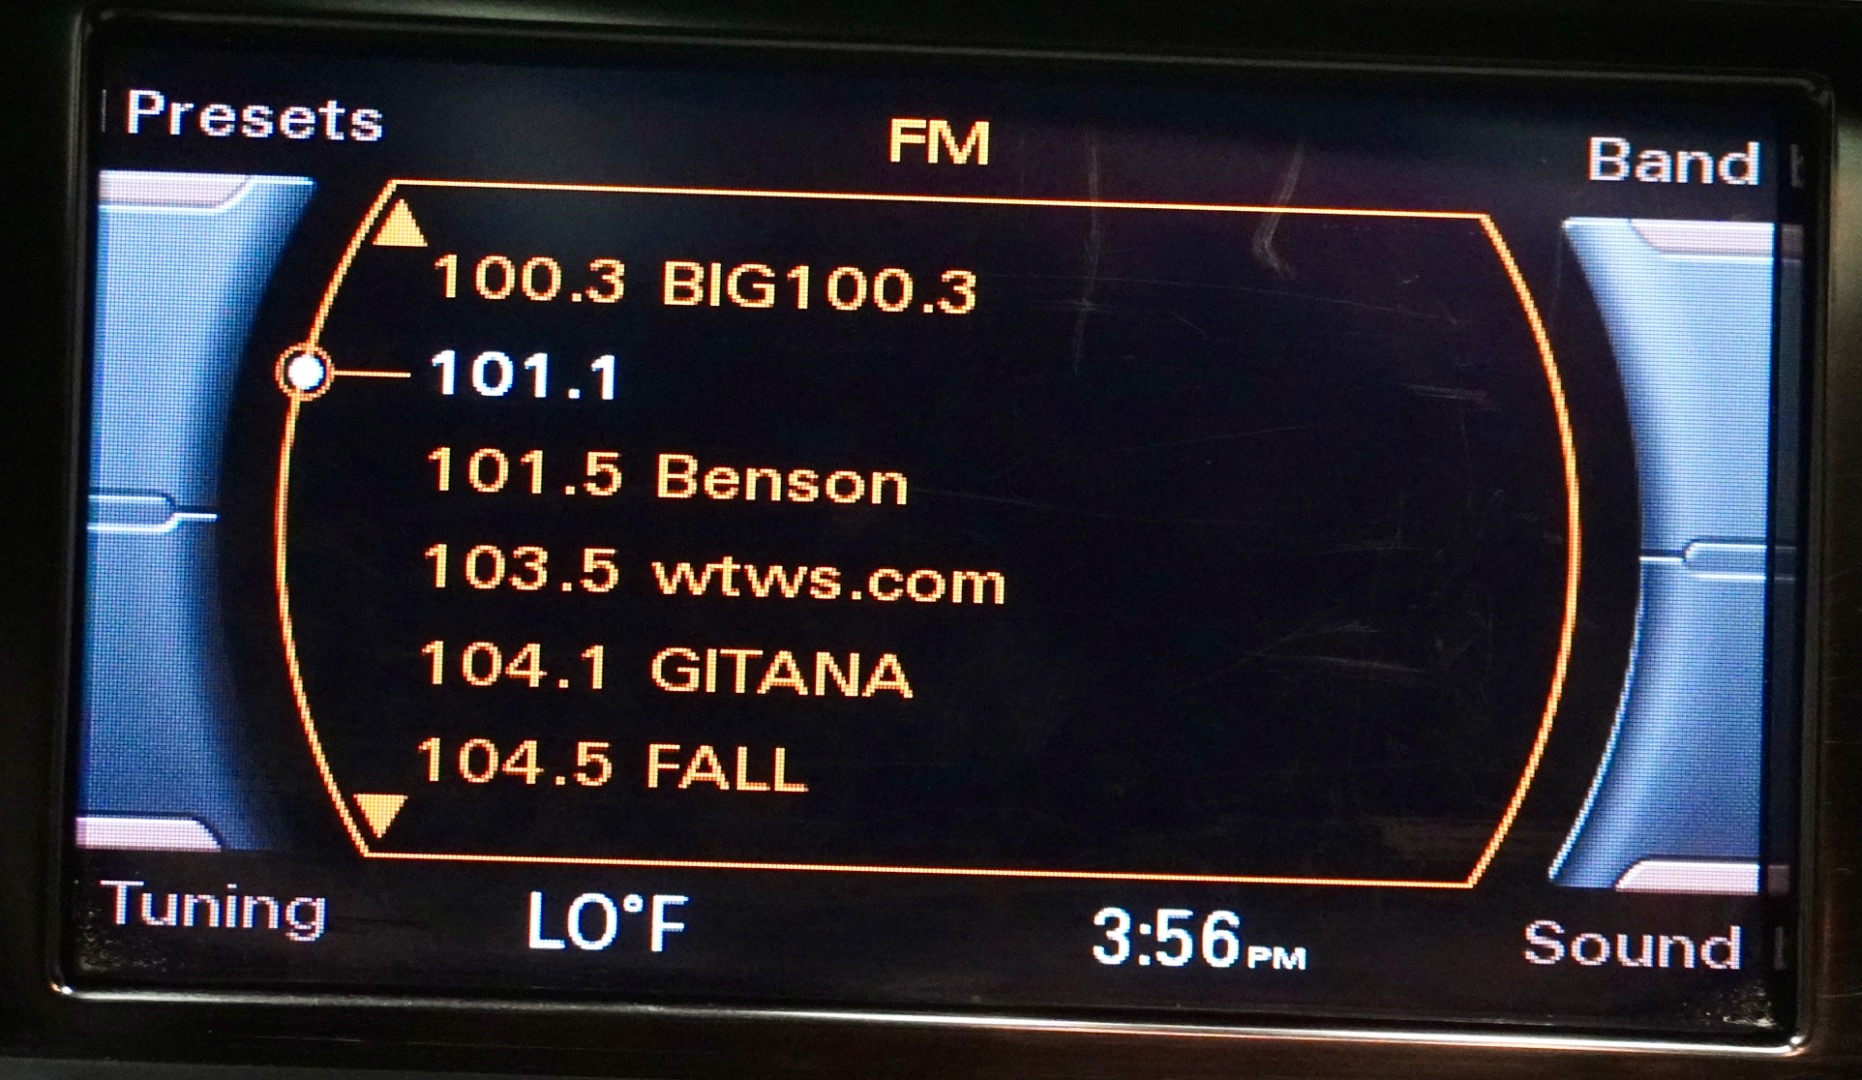 Presets
FM
Band
100.3 BIG100.3
101.1
101.5 Benson
103.5 wtws.com
104.1 GITANA
104.5 FALL
Tuning
LO°F
3:56PM
Sound